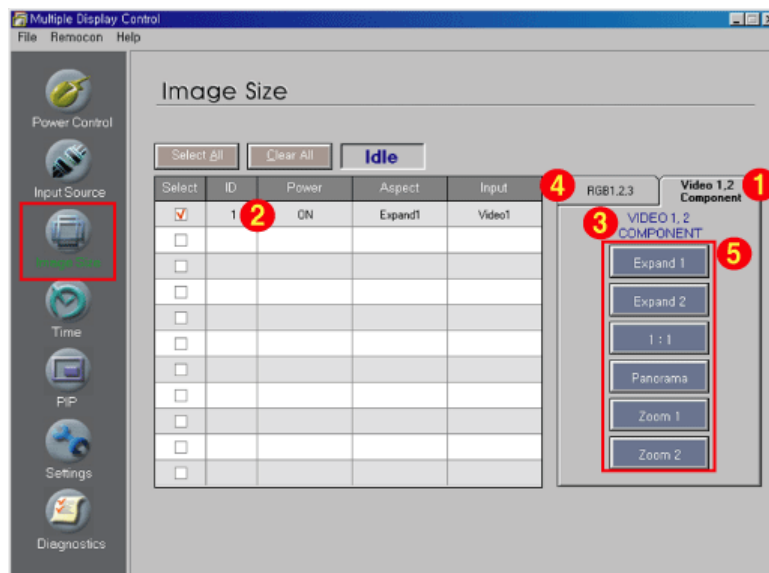 Multiple Display Control
File Remocon Help
Power Control
Input Source
Image Size
Time
PIP
Settings
Diagnostics
Image Size
Select All Clear All Idle
Select ID Power Aspect Input
1 2 ON Expand1 Video1
4 RGB1,2,3 Video 1,2 1
Component
3 VIDEO 1, 2
COMPONENT
5
Expand 1
Expand 2
1 : 1
Panorama
Zoom 1
Zoom 2